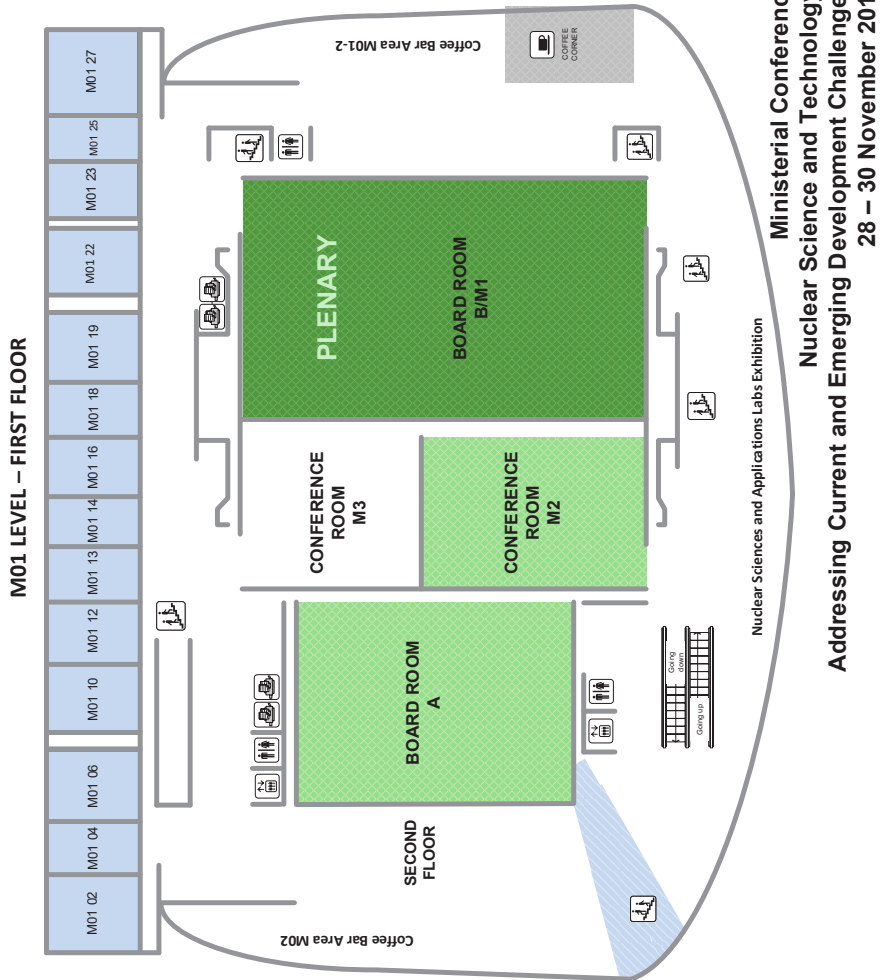 M01 LEVEL – FIRST FLOOR
M01 02
M01 04
M01 06
M01 10
M01 12
M01 13
M01 14
M01 16
M01 18
M01 19
M01 22
M01 23
M01 25
M01 27
Coffee Bar Area M02
SECOND
FLOOR
BOARD ROOM
A
CONFERENCE
ROOM
M3
CONFERENCE
ROOM
M2
PLENARY
BOARD ROOM
B/M1
Coffee Bar Area M01-2
COFFEE
CORNER
Going
down
Going up
Nuclear Sciences and Applications Labs Exhibition
Ministerial Conferenc
Nuclear Science and Technology
Addressing Current and Emerging Development Challenge
28 – 30 November 201